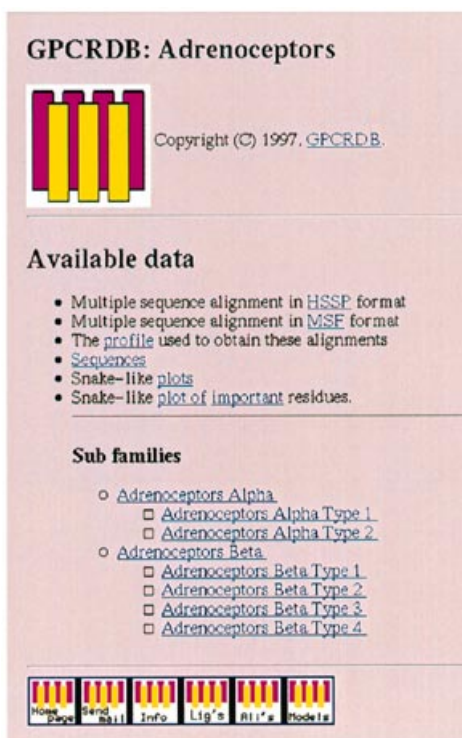 GPCRDB: Adrenoceptors
Copyright (C) 1997, GPCRDB.
Available data
• Multiple sequence alignment in HSSP format
• Multiple sequence alignment in MSF format
• The profile used to obtain these alignments
• Sequences
• Snake-like plots
• Snake-like plot of important residues.
Sub families
Adrenoceptors Alpha
Adrenoceptors Alpha Type 1
Adrenoceptors Alpha Type 2
Adrenoceptors Beta
Adrenoceptors Beta Type 1
Adrenoceptors Beta Type 2
Adrenoceptors Beta Type 3
Adrenoceptors Beta Type 4
Home page Send mail Info Lig's All's Models